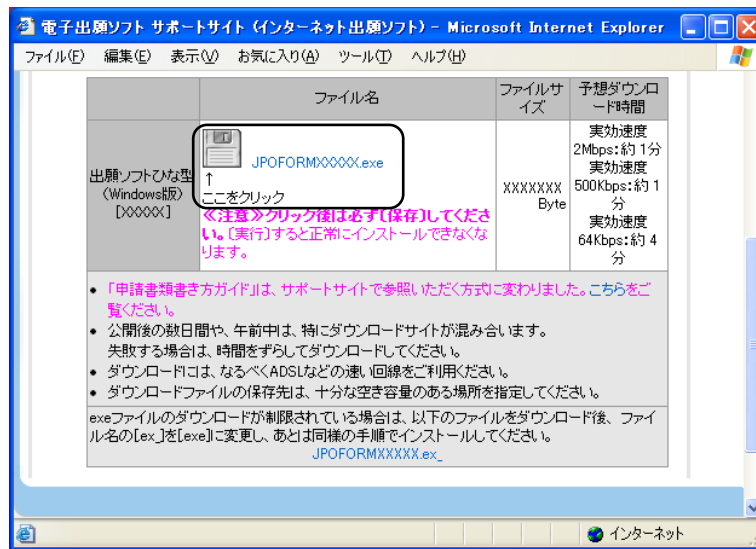 電子出願ソフト サポートサイト (インターネット出願ソフト) - Microsoft Internet Explorer
ファイル(F) 編集(E) 表示(V) お気に入り(A) ツール(T) ヘルプ(H)
ファイル名
ファイルサ
イズ
予想ダウンロ
ード時間
出願ソフトひな型
(Windows版)
[XXXXX]
JPOFORMXXXXX.exe
↑
ここをクリック
≪注意≫クリック後は必ず〔保存〕してくださ
い。〔実行〕すると正常にインストールできなくな
ります。
XXXXXXX
Byte
実効速度
2Mbps:約 1分
実効速度
500Kbps:約 1
分
実効速度
64Kbps:約 4
分
• 「申請書類書き方ガイド」は、サポートサイトで参照いただく方式に変わりました。こちらをご
覧ください。
• 公開後の数日間や、午前中は、特にダウンロードサイトが混み合います。
失敗する場合は、時間をずらしてダウンロードしてください。
• ダウンロードには、なるべくADSLなどの速い回線をご利用ください。
• ダウンロードファイルの保存先は、十分な空き容量のある場所を指定してください。
exeファイルのダウンロードが制限されている場合は、以下のファイルをダウンロード後、ファイ
ル名の[ex_]を[exe]に変更し、あとは同様の手順でインストールしてください。
JPOFORMXXXXX.ex_
インターネット